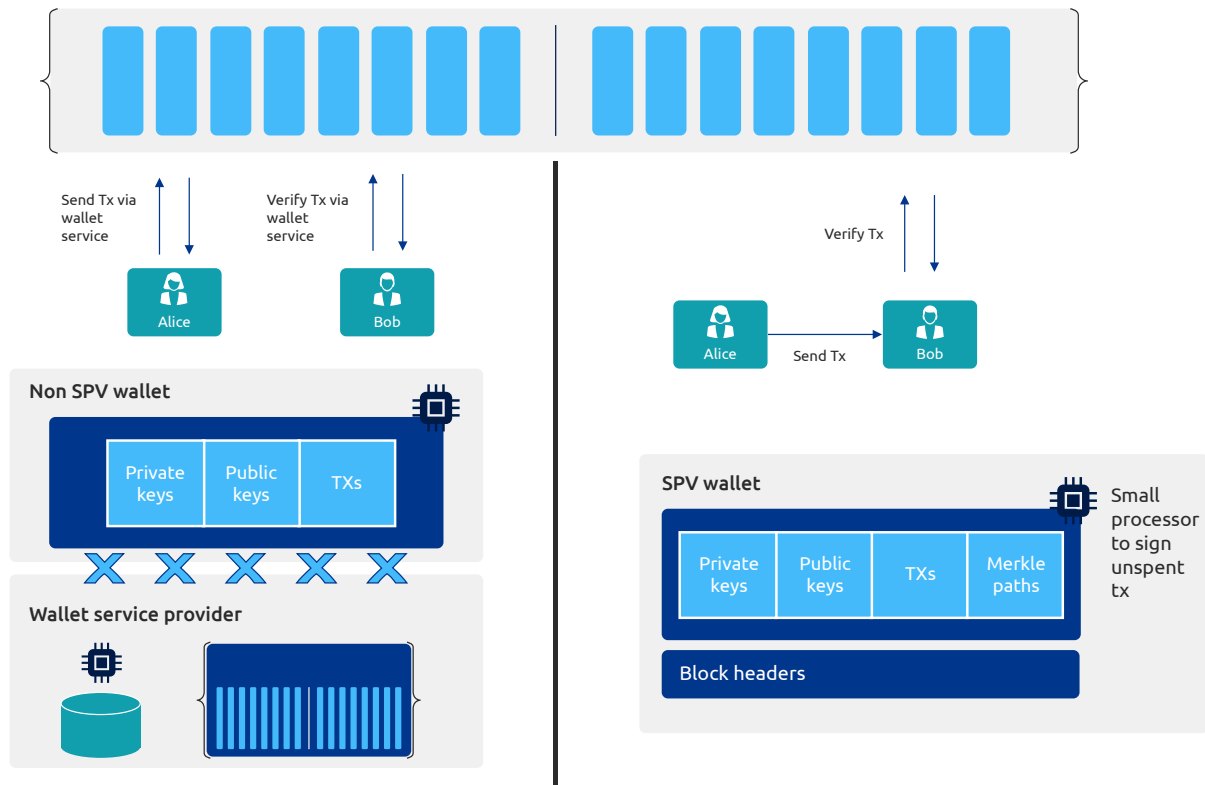 Send Tx via
wallet
service
Verify Tx via
wallet
service
Alice
Bob
Verify Tx
Alice
Send Tx
Bob
Non SPV wallet
Private
keys
Public
keys
TXs
Wallet service provider
SPV wallet
Small
processor
to sign
unspent
tx
Private
keys
Public
keys
TXs
Merkle
paths
Block headers